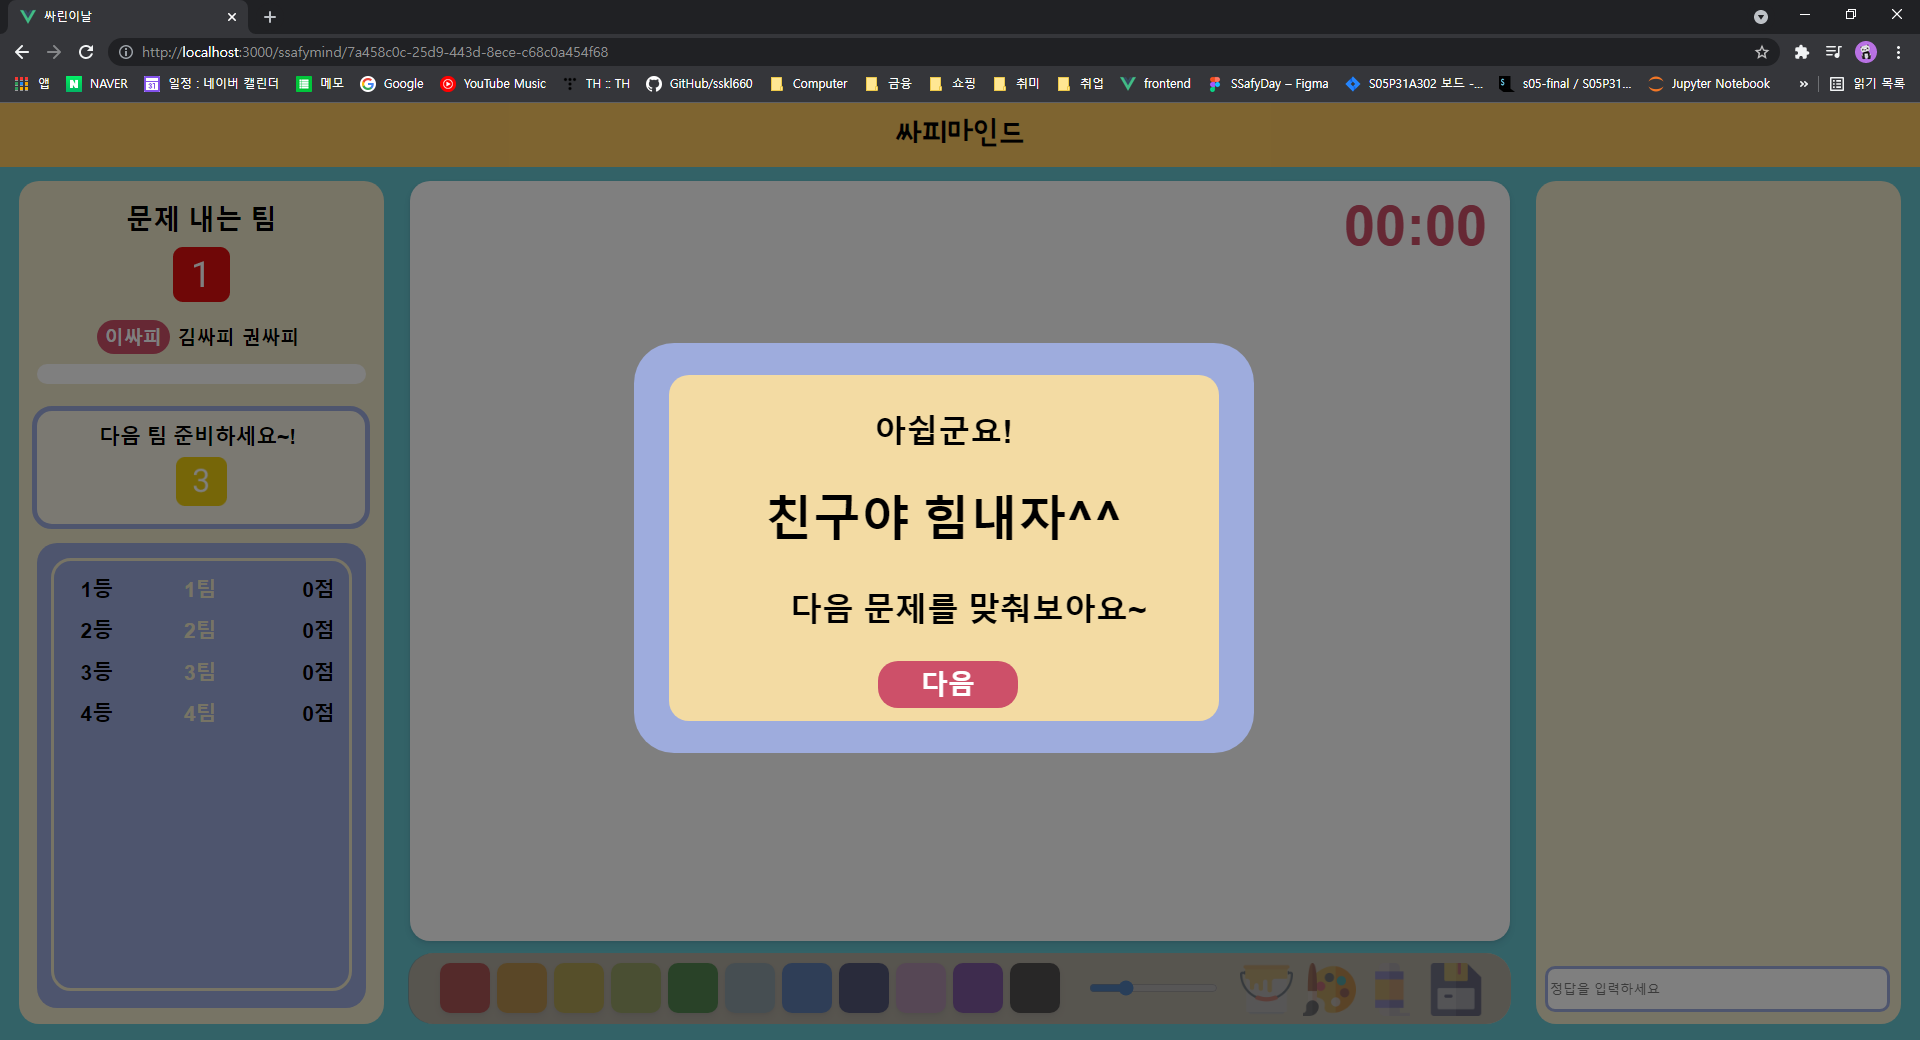 싸린이날
http://localhost:3000/ssafymind/7a458c0c-25d9-443d-8ece-c68c0a454f68
앱 NAVER 일정 : 네이버 캘린더 메모 Google YouTube Music TH :: TH GitHub/sskl660 Computer 금융 쇼핑 취미 취업 frontend SSafyDay – Figma S05P31A302 보드 -... s05-final / S05P31... Jupyter Notebook » 읽기 목록
싸피마인드
문제 내는 팀
1
이싸피 김싸피 권싸피
다음 팀 준비하세요~!
3
1등 1팀 0점
2등 2팀 0점
3등 3팀 0점
4등 4팀 0점
00:00
아쉽군요!
친구야 힘내자^^
다음 문제를 맞춰보아요~
다음
정답을 입력하세요